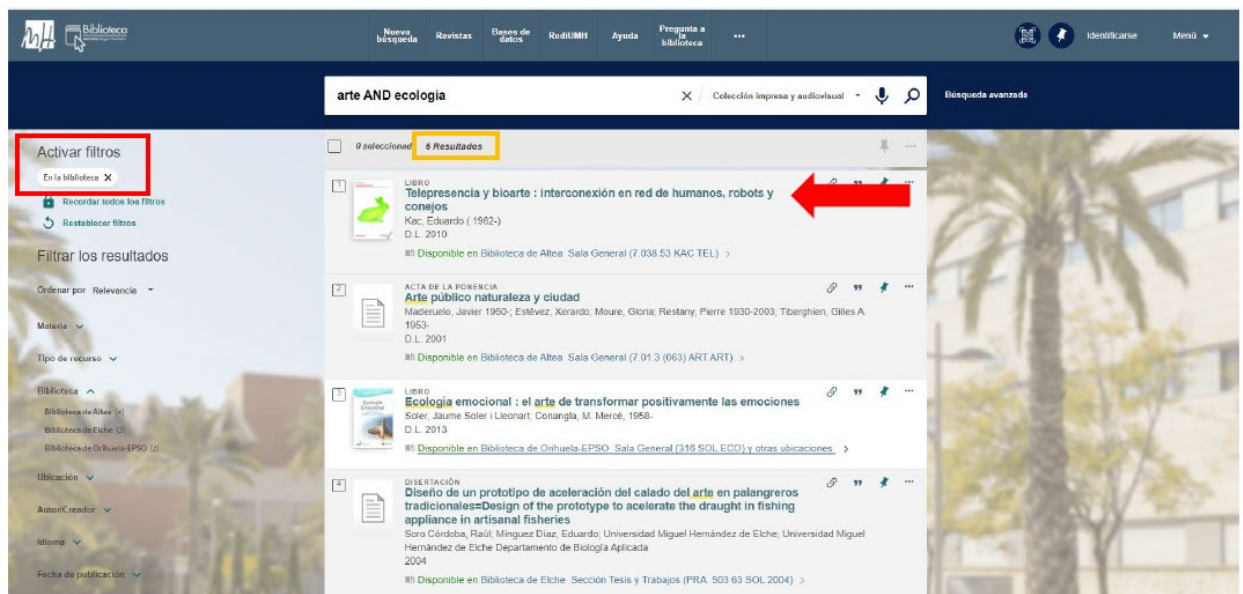 Biblioteca
Nueva búsqueda
Revistas
Bases de datos
RediUMH
Ayuda
Pregunta a la biblioteca
Identificarse
Menú
arte AND ecologia
Colección impresa y audiovisual
Búsqueda avanzada
Activar filtros
En la biblioteca X
Recordar todos los filtros
Restablecer filtros
Filtrar los resultados
Ordenar por Relevancia
Materia
Tipo de recurso
Biblioteca
Biblioteca de Altea
Biblioteca de Elche (2)
Biblioteca de Orihuela-EPSO (2)
Ubicación
Autor/Creador
Idioma
Fecha de publicación
0 seleccionad 6 Resultados
1
LIBRO
Telepresencia y bioarte : interconexión en red de humanos, robots y
conejos
Kac, Eduardo ( 1962-)
D.L. 2010
Disponible en Biblioteca de Altea Sala General (7.038.53 KAC TEL) >
2
ACTA DE LA PONENCIA
Arte público naturaleza y ciudad
Maderuelo, Javier 1950-; Estévez, Xerardo; Moure, Gloria; Restany, Pierre 1930-2003; Tiberghien, Gilles A.
1953-
D.L. 2001
Disponible en Biblioteca de Altea Sala General (7.01.3 (063) ART ART) >
3
LIBRO
Ecología emocional : el arte de transformar positivamente las emociones
Soler, Jaume Soler i Lleonart; Conangla, M. Mercè, 1958-
D.L. 2013
Disponible en Biblioteca de Orihuela-EPSO Sala General (316 SOL ECO) y otras ubicaciones >
4
DISERTACIÓN
Diseño de un prototipo de aceleración del calado del arte en palangreros
tradicionales=Design of the prototype to acelerate the draught in fishing
appliance in artisanal fisheries
Soro Córdoba, Raúl; Mínguez Díaz, Eduardo; Universidad Miguel Hernández de Elche; Universidad Miguel
Hernández de Elche Departamento de Biología Aplicada
2004
Disponible en Biblioteca de Elche Sección Tesis y Trabajos (PRA. 503 63 SOL 2004) >